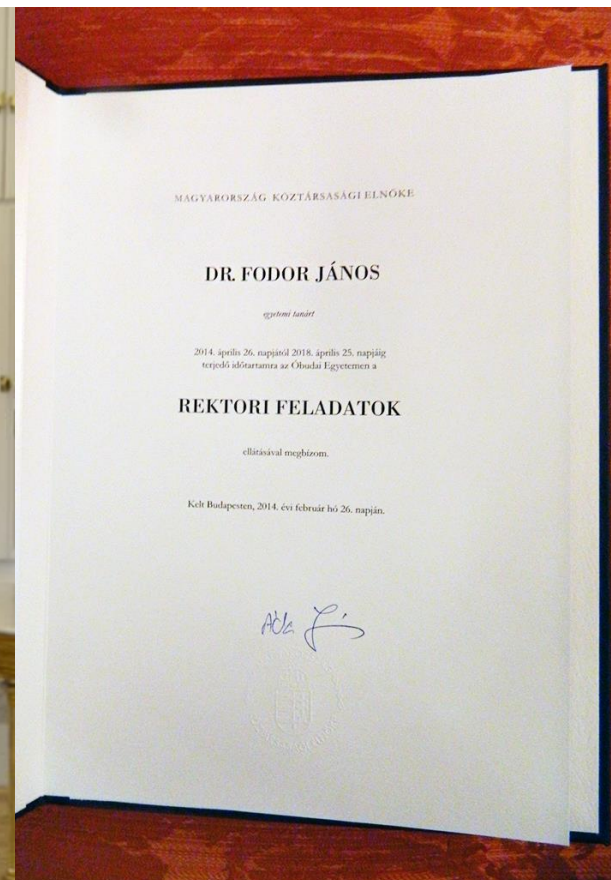 MAGYARORSZÁG KÖZTÁRSASÁGI ELNÖKE
DR. FODOR JÁNOS
egyetemi tanárt
2014. április 26. napjától 2018. április 25. napjáig
terjedő időtartamra az Óbudai Egyetemen a
REKTORI FELADATOK
ellátásával megbízom.
Kelt Budapesten, 2014. évi február hó 26. napján.